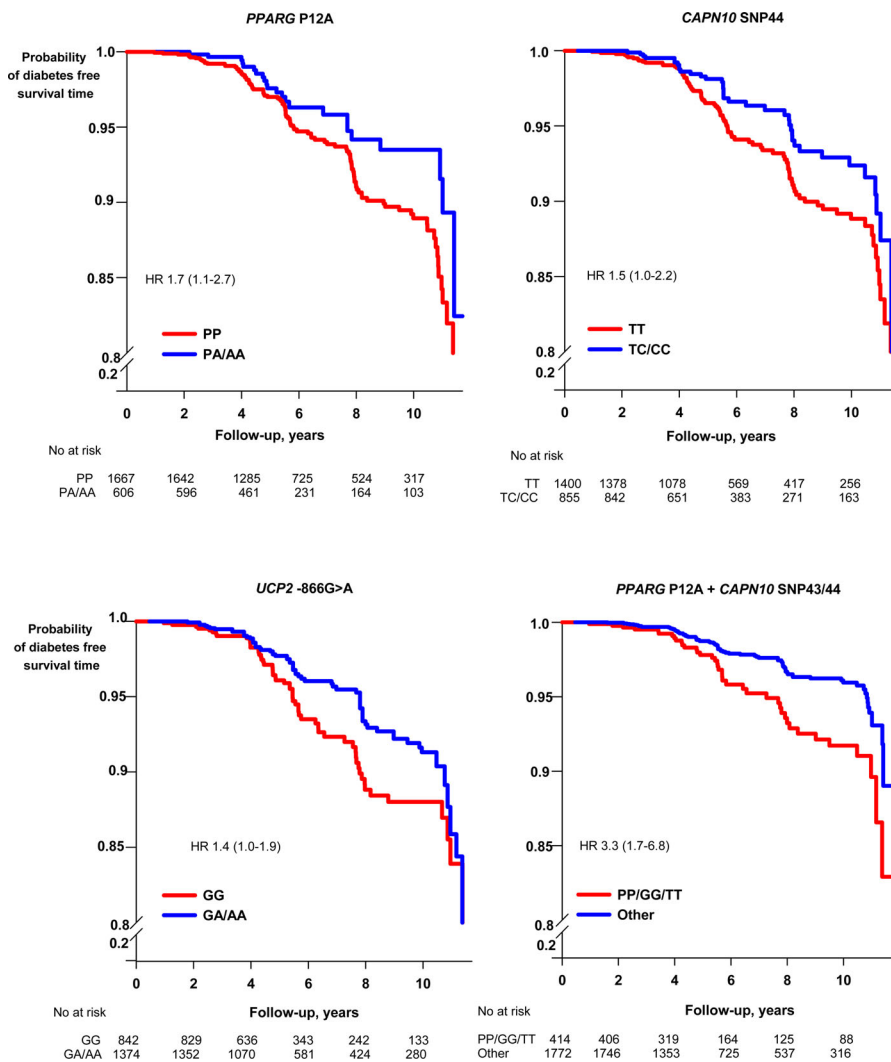 PPARG P12A
Probability
of diabetes free
survival time
1.0
0.95
0.9
0.85
0.8
0.2
HR 1.7 (1.1-2.7)
PP
PA/AA
0 2 4 6 8 10
Follow-up, years
No at risk
PP 1667 1642 1285 725 524 317
PA/AA 606 596 461 231 164 103
CAPN10 SNP44
1.0
0.95
0.9
0.85
0.8
0.2
HR 1.5 (1.0-2.2)
TT
TC/CC
0 2 4 6 8 10
Follow-up, years
No at risk
TT 1400 1378 1078 569 417 256
TC/CC 855 842 651 383 271 163
UCP2 -866G>A
Probability
of diabetes free
survival time
1.0
0.95
0.9
0.85
0.8
0.2
HR 1.4 (1.0-1.9)
GG
GA/AA
0 2 4 6 8 10
No at risk Follow-up, years
GG 842 829 636 343 242 133
GA/AA 1374 1352 1070 581 424 280
PPARG P12A + CAPN10 SNP43/44
1.0
0.95
0.9
0.85
0.8
0.2
HR 3.3 (1.7-6.8)
PP/GG/TT
Other
0 2 4 6 8 10
No at risk Follow-up, years
PP/GG/TT 414 406 319 164 125 88
Other 1772 1746 1353 725 537 316